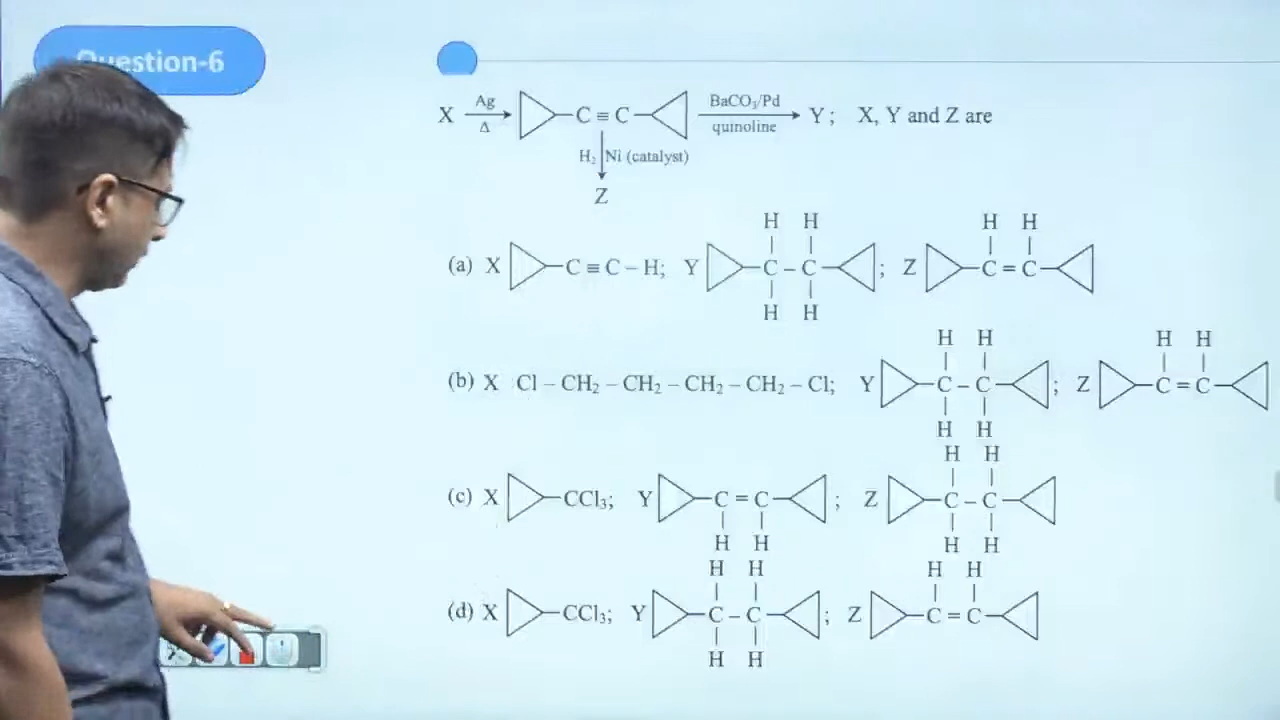 Question-6
X Ag Δ C≡C BaCO₃/Pd quinoline Y; X, Y and Z are
H₂ Ni (catalyst)
Z
H H H H
(a) X C≡C–H; Y C–C ; Z C=C
H H
H H H H
(b) X Cl–CH₂–CH₂–CH₂–CH₂–Cl; Y C–C ; Z C=C
H H
H H
(c) X CCl₃; Y C=C ; Z C–C
H H H H
H H H H
(d) X CCl₃; Y C–C ; Z C=C
H H